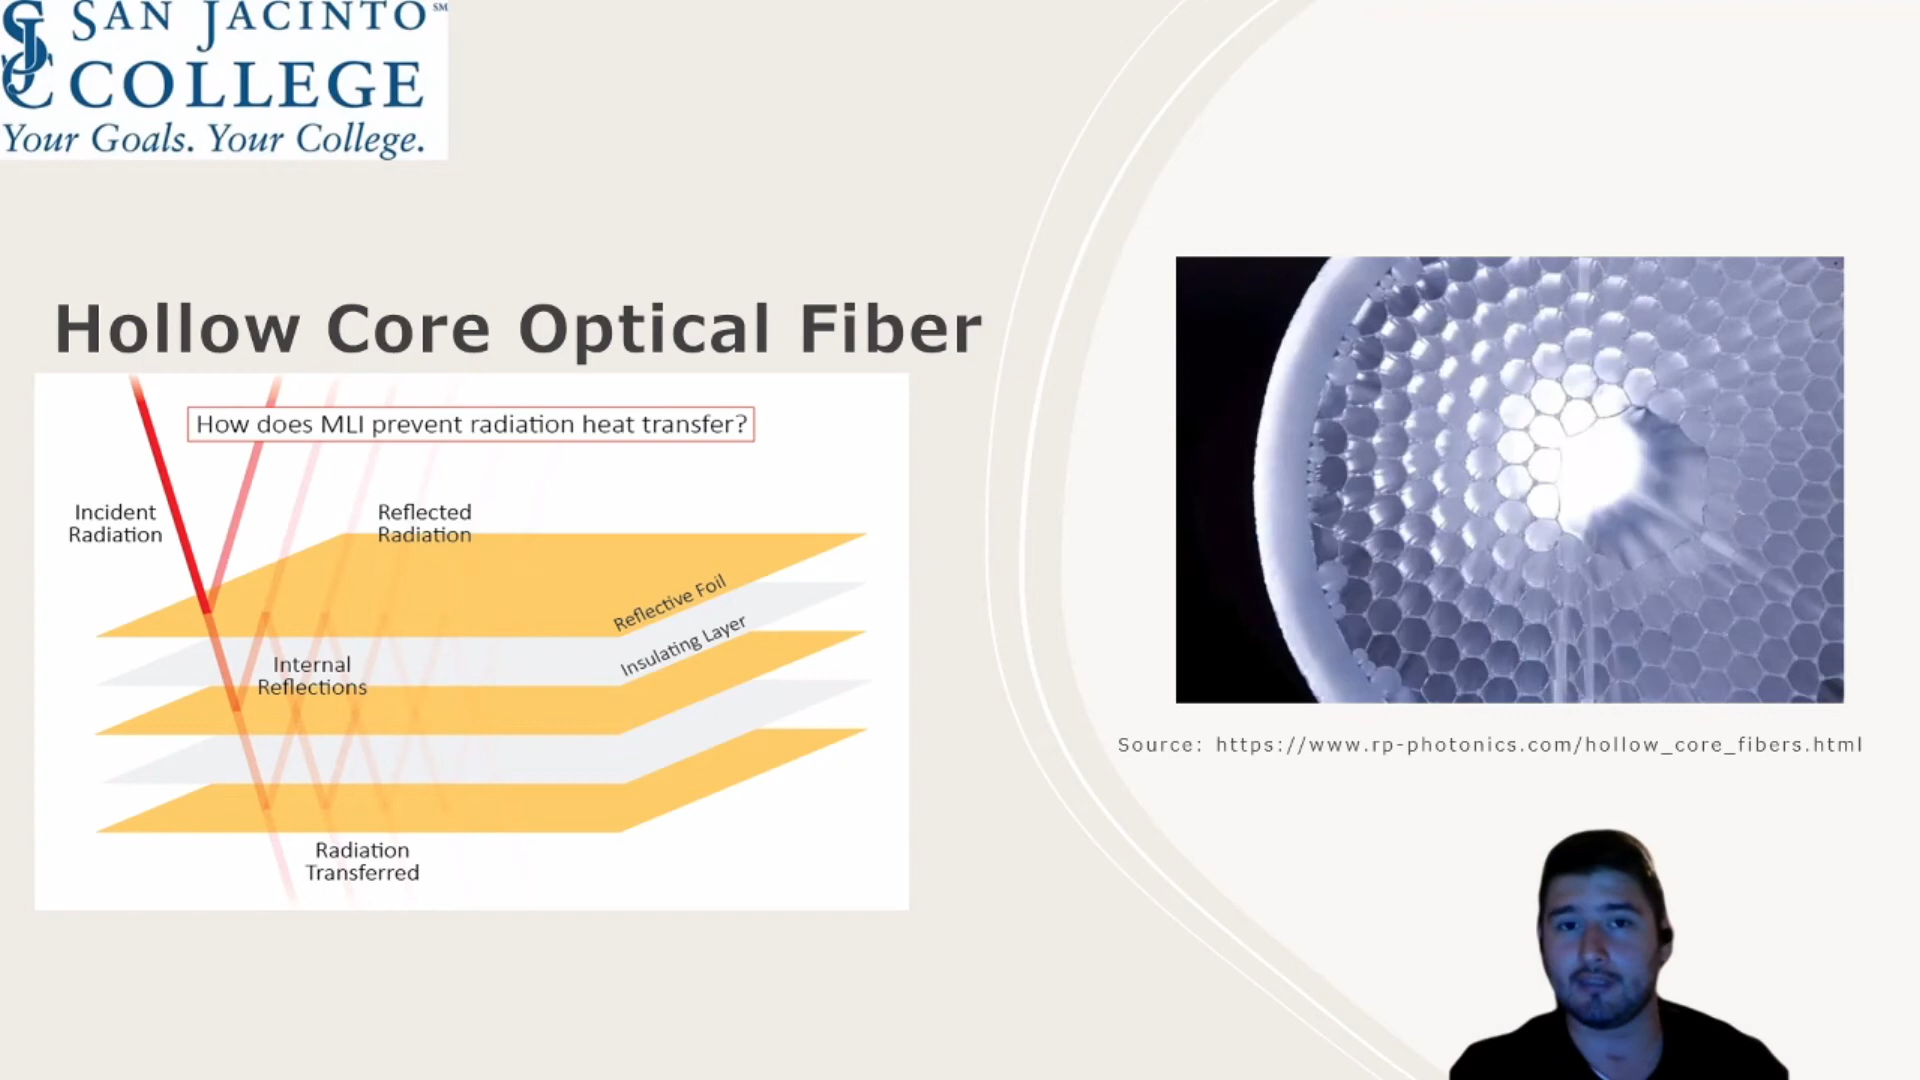 SAN JACINTO℠
COLLEGE
Your Goals. Your College.
Hollow Core Optical Fiber
How does MLI prevent radiation heat transfer?
Incident
Radiation
Reflected
Radiation
Reflective Foil
Insulating Layer
Internal
Reflections
Radiation
Transferred
Source: https://www.rp-photonics.com/hollow_core_fibers.html